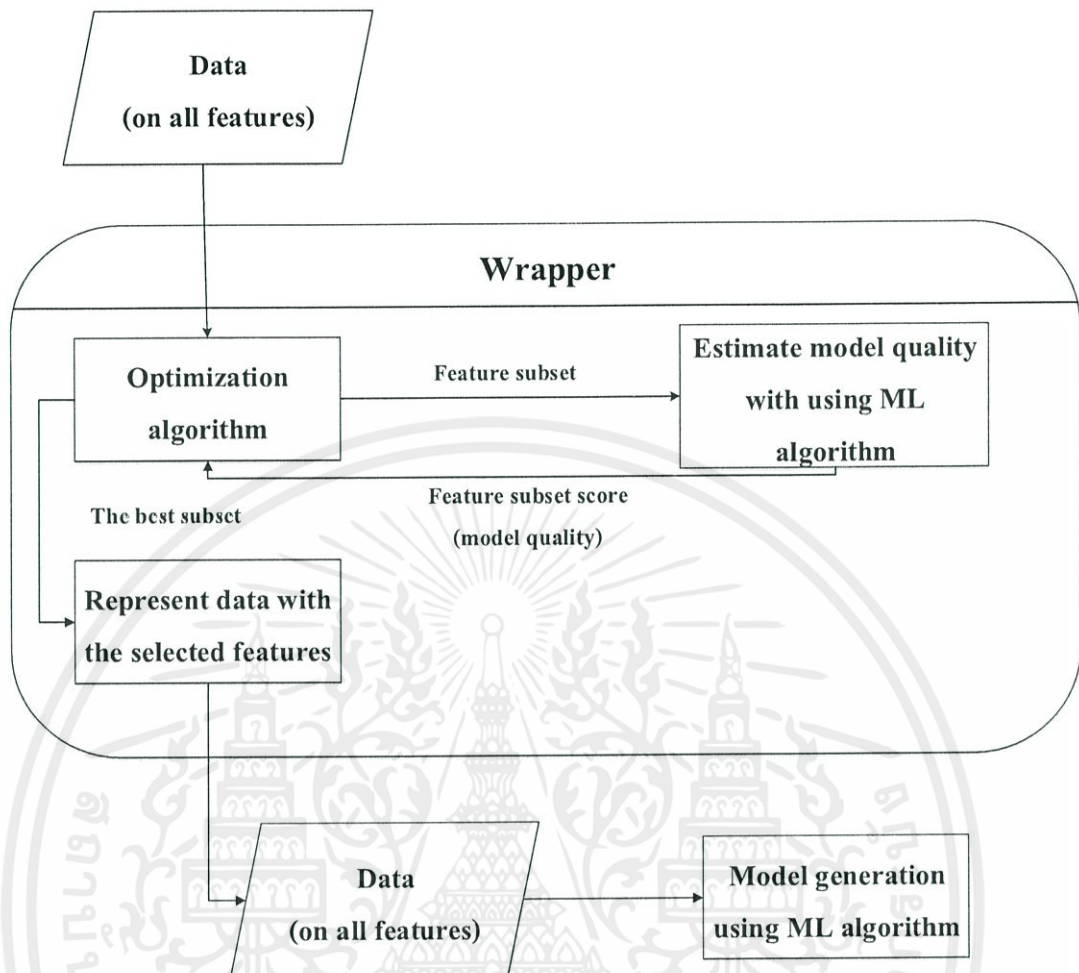 Data
(on all features)
Wrapper
Optimization
algorithm
Feature subset
Estimate model quality
with using ML
algorithm
Feature subset score
(model quality)
The best subset
Represent data with
the selected features
Data
(on all features)
Model generation
using ML algorithm